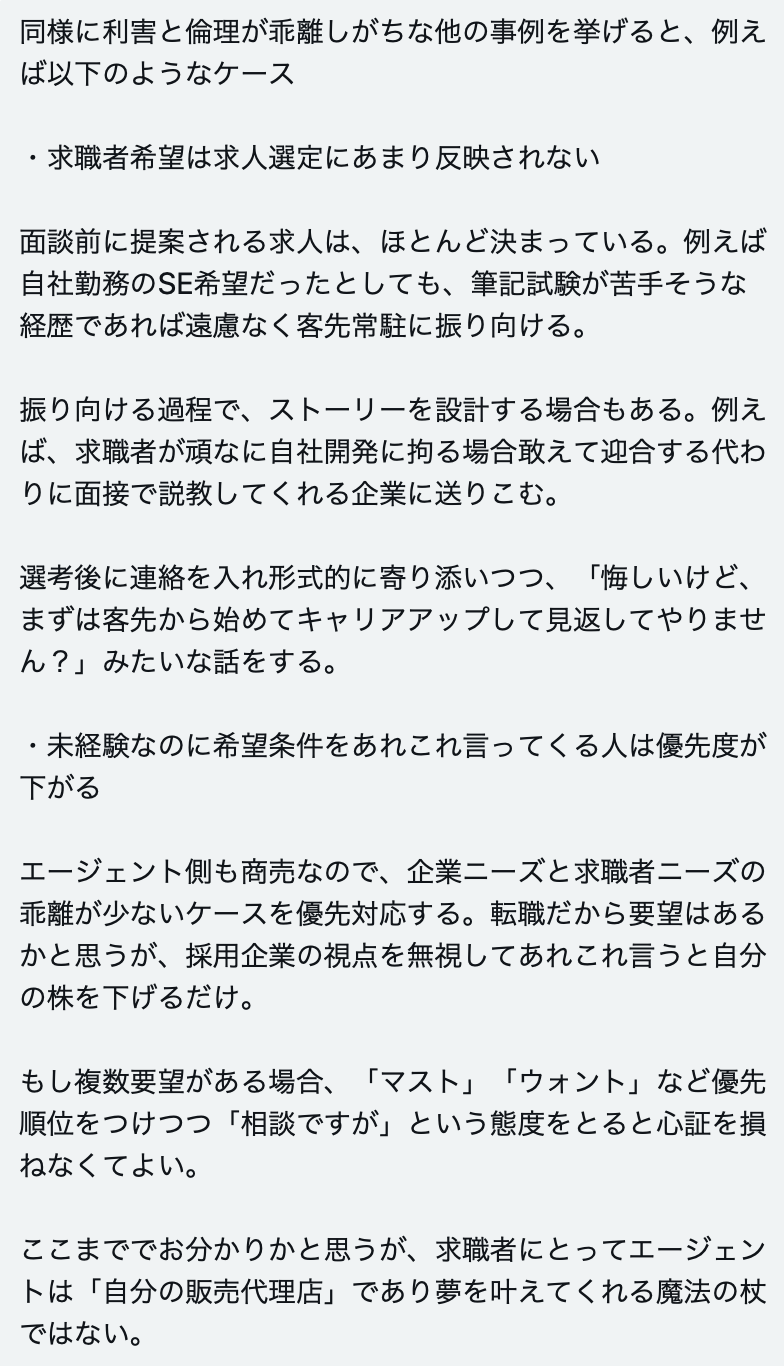 同様に利害と倫理が乖離しがちな他の事例を挙げると、例え
ば以下のようなケース
・求職者希望は求人選定にあまり反映されない
面談前に提案される求人は、ほとんど決まっている。例えば
自社勤務のSE希望だったとしても、筆記試験が苦手そうな
経歴であれば遠慮なく客先常駐に振り向ける。
振り向ける過程で、ストーリーを設計する場合もある。例え
ば、求職者が頑なに自社開発に拘る場合敢えて迎合する代わ
りに面接で説教してくれる企業に送りこむ。
選考後に連絡を入れ形式的に寄り添いつつ、「悔しいけど、
まずは客先から始めてキャリアアップして見返してやりませ
ん？」みたいな話をする。
・未経験なのに希望条件をあれこれ言ってくる人は優先度が
下がる
エージェント側も商売なので、企業ニーズと求職者ニーズの
乖離が少ないケースを優先対応する。転職だから要望はある
かと思うが、採用企業の視点を無視してあれこれ言うと自分
の株を下げるだけ。
もし複数要望がある場合、「マスト」「ウォント」など優先
順位をつけつつ「相談ですが」という態度をとると心証を損
ねなくてよい。
ここまででお分かりかと思うが、求職者にとってエージェン
トは「自分の販売代理店」であり夢を叶えてくれる魔法の杖
ではない。